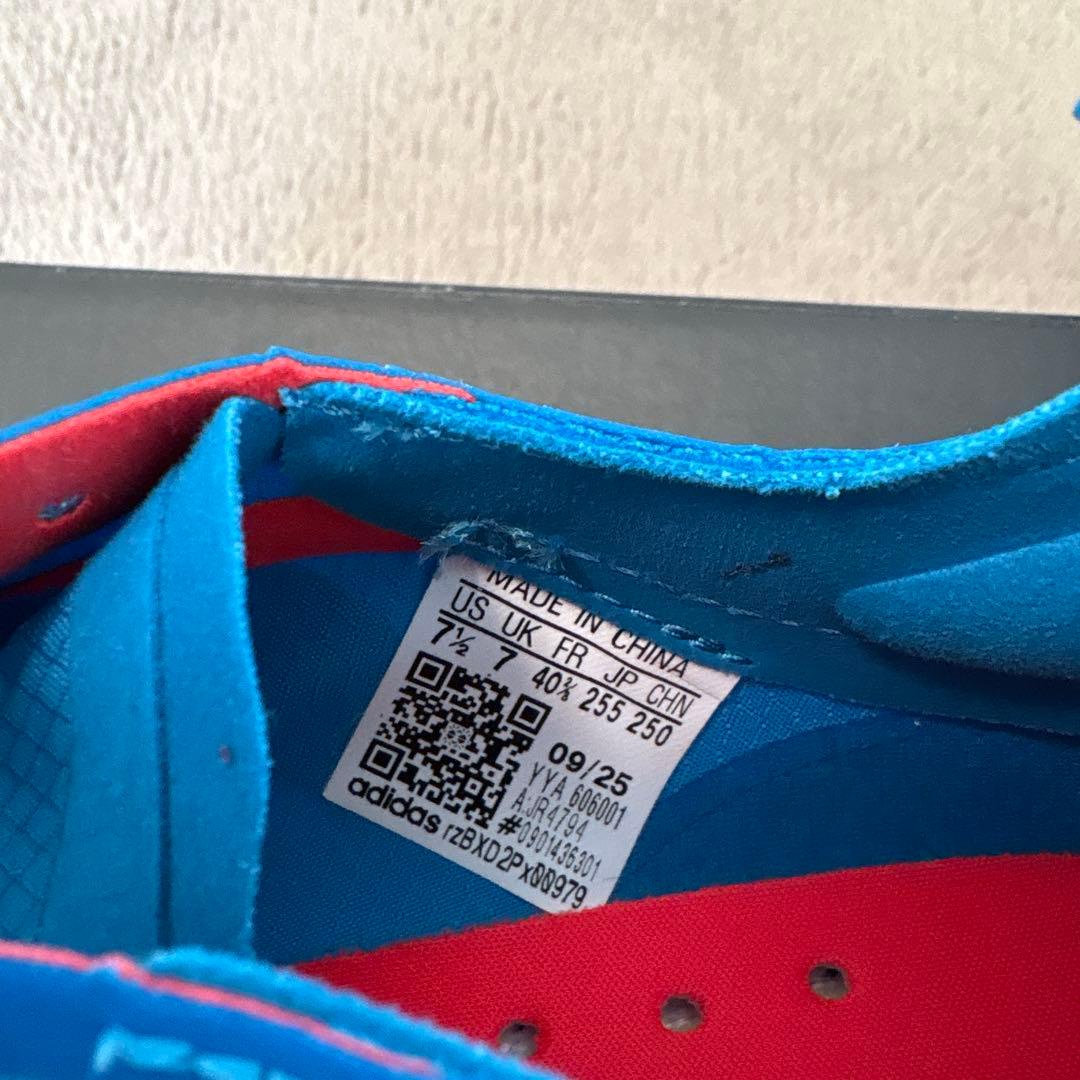 MADE IN CHINA
US UK FR JP CHN
7½ 7 40⅔ 255 250
09/25
YYA 606001
A:JR4794
#0901436301
adidas rzBXD2Px00979